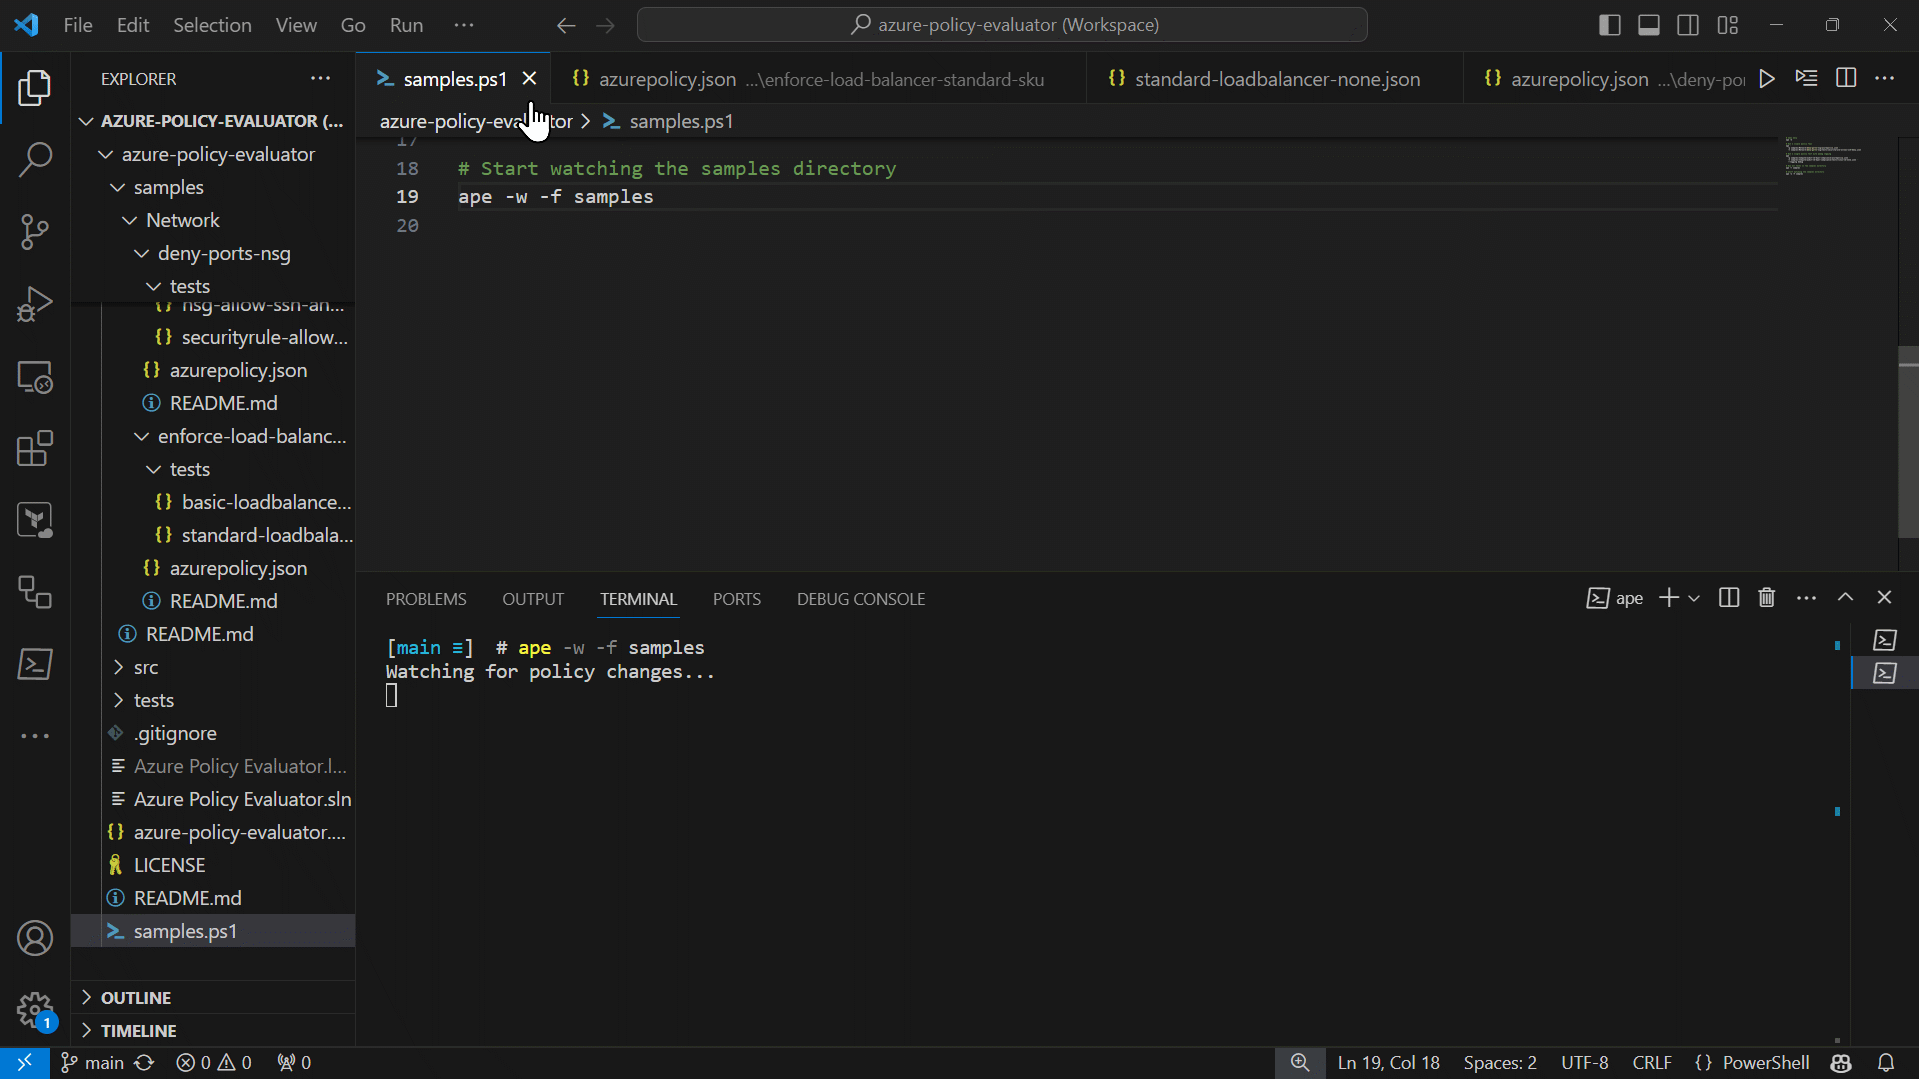 File Edit Selection View Go Run ···
azure-policy-evaluator (Workspace)
EXPLORER
AZURE-POLICY-EVALUATOR (...
azure-policy-evaluator
samples
Network
deny-ports-nsg
tests
nsg-allow-ssh-an...
securityrule-allow...
azurepolicy.json
README.md
enforce-load-balanc...
tests
basic-loadbalance...
standard-loadbala...
azurepolicy.json
README.md
README.md
src
tests
.gitignore
Azure Policy Evaluator.l...
Azure Policy Evaluator.sln
azure-policy-evaluator....
LICENSE
README.md
samples.ps1
OUTLINE
TIMELINE
samples.ps1
azurepolicy.json ...\enforce-load-balancer-standard-sku
standard-loadbalancer-none.json
azurepolicy.json ...\deny-por
azure-policy-eva tor > samples.ps1
17
18 # Start watching the samples directory
19 ape -w -f samples
20
PROBLEMS OUTPUT TERMINAL PORTS DEBUG CONSOLE
ape
[main ≡] # ape -w -f samples
Watching for policy changes...
1
main 0 0 0
Ln 19, Col 18 Spaces: 2 UTF-8 CRLF {} PowerShell